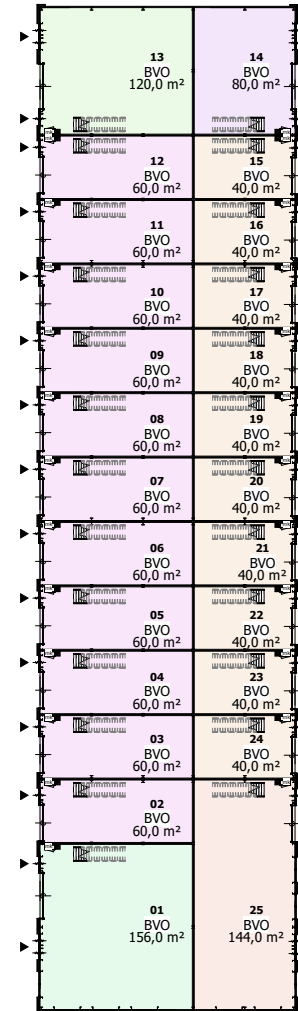 13
BVO
120,0 m²
14
BVO
80,0 m²
12
BVO
60,0 m²
15
BVO
40,0 m²
11
BVO
60,0 m²
16
BVO
40,0 m²
10
BVO
60,0 m²
17
BVO
40,0 m²
09
BVO
60,0 m²
18
BVO
40,0 m²
08
BVO
60,0 m²
19
BVO
40,0 m²
07
BVO
60,0 m²
20
BVO
40,0 m²
06
BVO
60,0 m²
21
BVO
40,0 m²
05
BVO
60,0 m²
22
BVO
40,0 m²
04
BVO
60,0 m²
23
BVO
40,0 m²
03
BVO
60,0 m²
24
BVO
40,0 m²
02
BVO
60,0 m²
01
BVO
156,0 m²
25
BVO
144,0 m²